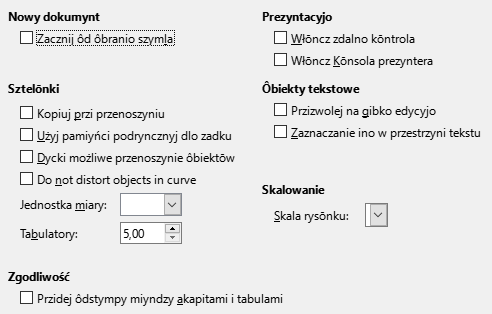 Nowy dokumynt
Zacznij ôd ôbranio szymla
Sztelōnki
Kopiuj przi przenoszyniu
Użyj pamiyńci podryncznyj dlo zadku
Dycki możliwe przenoszynie ôbiektōw
Do not distort objects in curve
Jednostka miary:
Tabulatory:
5,00
Zgodliwość
Przidej ôdstympy miyndzy akapitami i tabulami
Prezyntacyjo
Włōncz zdalno kōntrola
Włōncz Kōnsola prezyntera
Ôbiekty tekstowe
Przizwolej na gibko edycyjo
Zaznaczanie ino w przestrzyni tekstu
Skalowanie
Skala rysōnku: